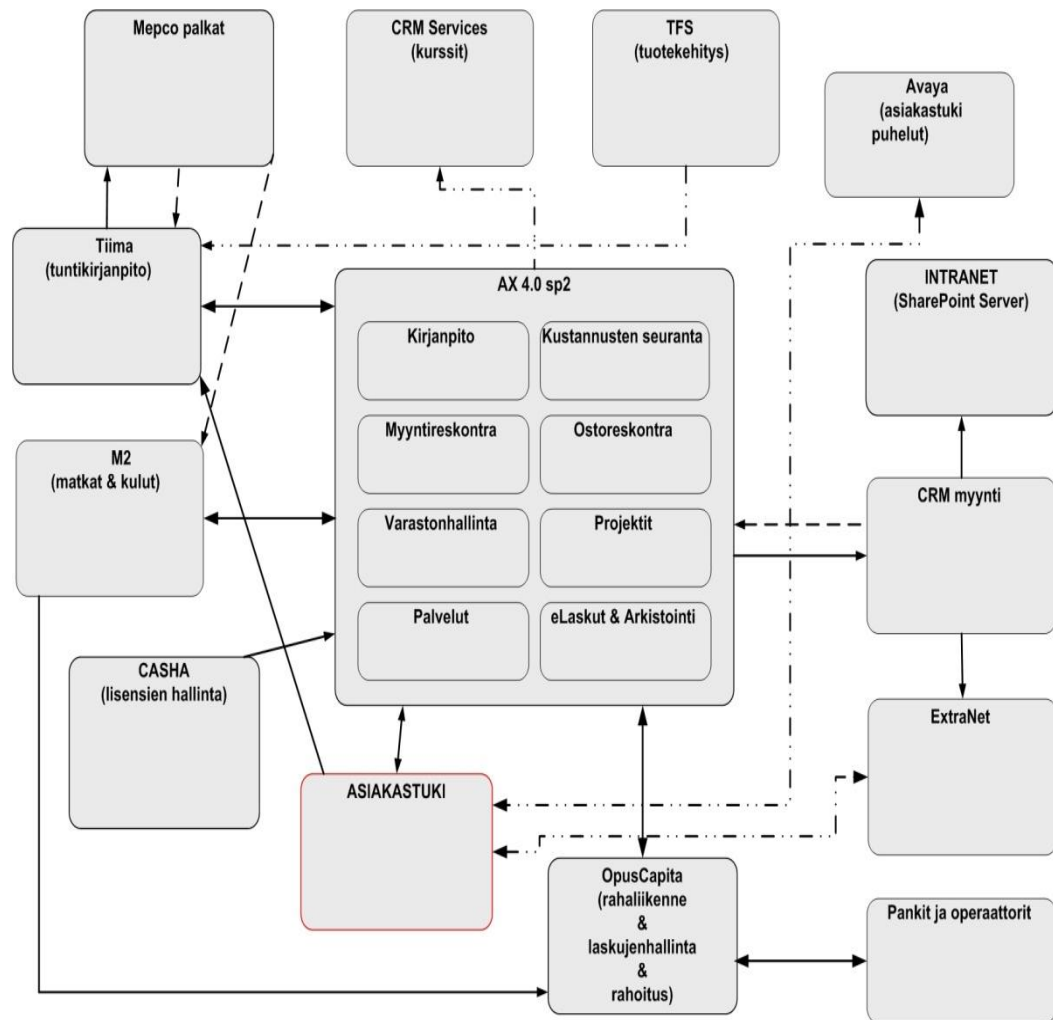 Mepco palkat
CRM Services
(kurssit)
TFS
(tuotekehitys)
Avaya
(asiakastuki
puhelut)
Tiima
(tuntikirjanpito)
AX 4.0 sp2
INTRANET
(SharePoint Server)
Kirjanpito
Kustannusten seuranta
Myyntireskontra
Ostoreskontra
M2
(matkat & kulut)
CRM myynti
Varastonhallinta
Projektit
Palvelut
eLaskut & Arkistointi
CASHA
(lisensien hallinta)
ExtraNet
ASIAKASTUKI
OpusCapita
(rahaliikenne
&
laskujenhallinta
&
rahoitus)
Pankit ja operaattorit